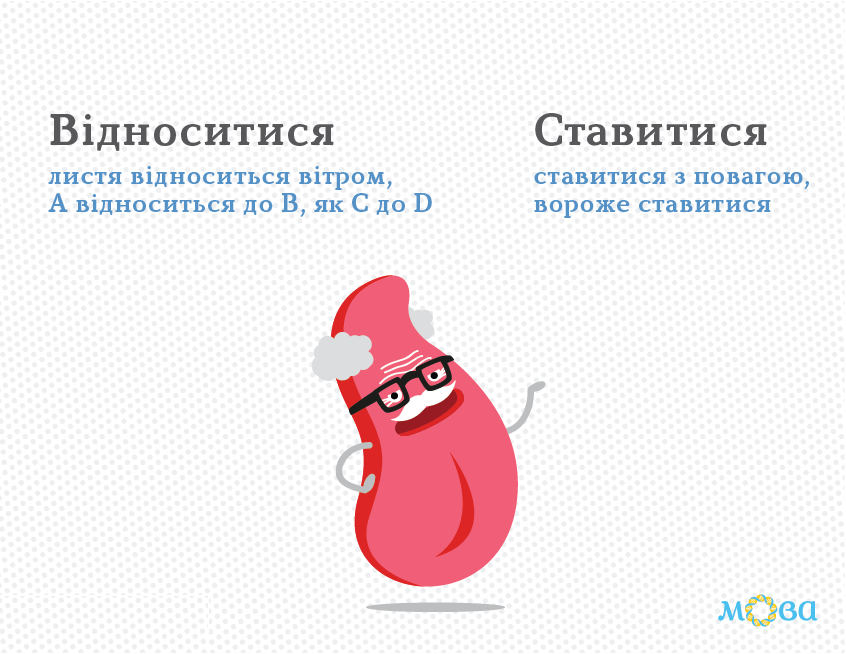 Відноситися
листя відноситься вітром,
А відноситься до В, як С до D
Ставитися
ставитися з повагою,
вороже ставитися
мова